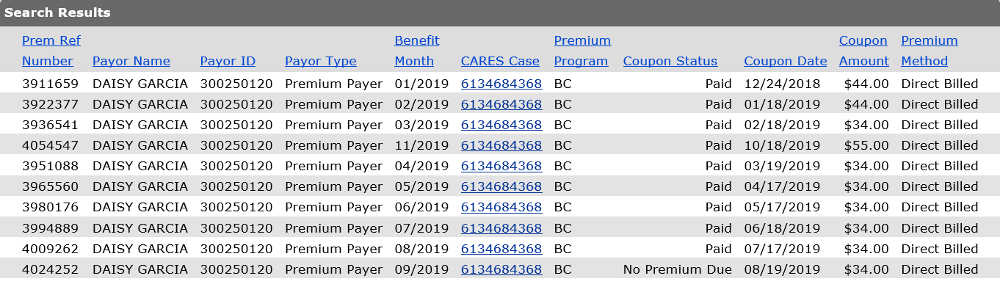 Search Results
Prem Ref Benefit Premium Coupon Premium
Number Payor Name Payor ID Payor Type Month CARES Case Program Coupon Status Coupon Date Amount Method
3911659 DAISY GARCIA 300250120 Premium Payer 01/2019 6134684368 BC Paid 12/24/2018 $44.00 Direct Billed
3922377 DAISY GARCIA 300250120 Premium Payer 02/2019 6134684368 BC Paid 01/18/2019 $44.00 Direct Billed
3936541 DAISY GARCIA 300250120 Premium Payer 03/2019 6134684368 BC Paid 02/18/2019 $34.00 Direct Billed
4054547 DAISY GARCIA 300250120 Premium Payer 11/2019 6134684368 BC Paid 10/18/2019 $55.00 Direct Billed
3951088 DAISY GARCIA 300250120 Premium Payer 04/2019 6134684368 BC Paid 03/19/2019 $34.00 Direct Billed
3965560 DAISY GARCIA 300250120 Premium Payer 05/2019 6134684368 BC Paid 04/17/2019 $34.00 Direct Billed
3980176 DAISY GARCIA 300250120 Premium Payer 06/2019 6134684368 BC Paid 05/17/2019 $34.00 Direct Billed
3994889 DAISY GARCIA 300250120 Premium Payer 07/2019 6134684368 BC Paid 06/18/2019 $34.00 Direct Billed
4009262 DAISY GARCIA 300250120 Premium Payer 08/2019 6134684368 BC Paid 07/17/2019 $34.00 Direct Billed
4024252 DAISY GARCIA 300250120 Premium Payer 09/2019 6134684368 BC No Premium Due 08/19/2019 $34.00 Direct Billed